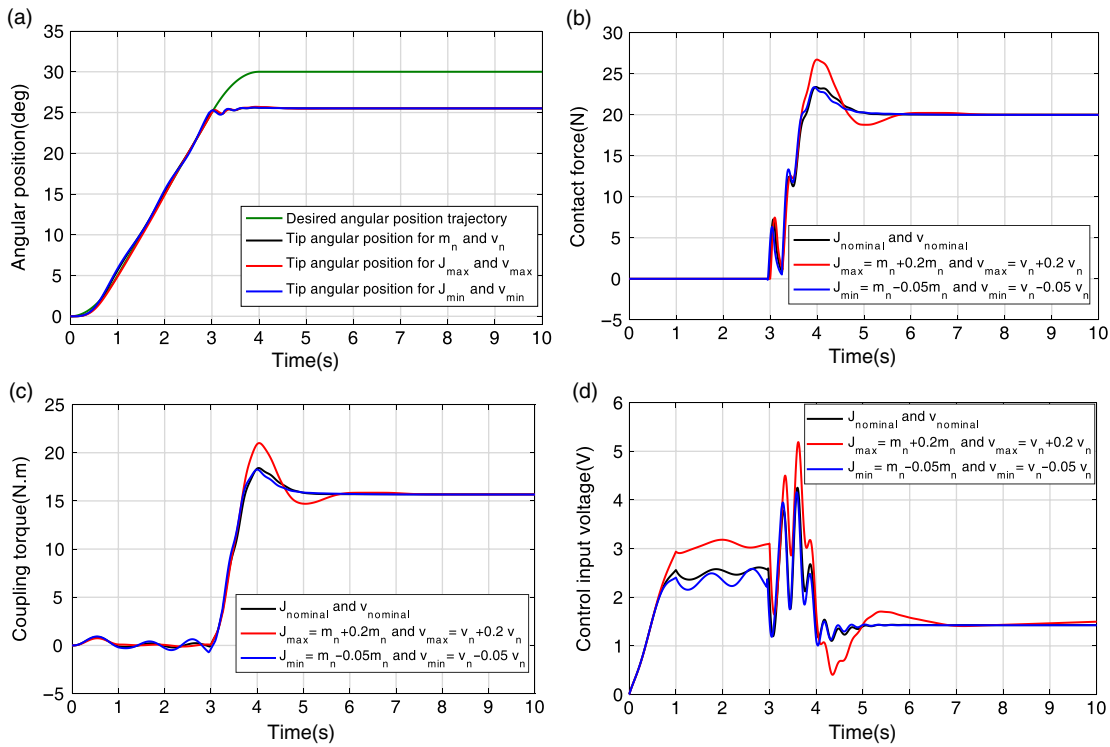 (a)
35
30
25
20
15
10
5
0
Angular position(deg)
Desired angular position trajectory
Tip angular position for m_n and v_n
Tip angular position for J_max and v_max
Tip angular position for J_min and v_min
0 1 2 3 4 5 6 7 8 9 10
Time(s)
(b)
30
25
20
15
10
5
0
−5
Contact force(N)
J_nominal and v_nominal
J_max= m_n+0.2m_n and v_max= v_n+0.2 v_n
J_min= m_n−0.05m_n and v_min= v_n−0.05 v_n
0 1 2 3 4 5 6 7 8 9 10
Time(s)
(c)
25
20
15
10
5
0
−5
Coupling torque(N.m)
J_nominal and v_nominal
J_max= m_n+0.2m_n and v_max= v_n+0.2 v_n
J_min= m_n−0.05m_n and v_min= v_n−0.05 v_n
0 1 2 3 4 5 6 7 8 9 10
Time(s)
(d)
6
5
4
3
2
1
0
Control input voltage(V)
J_nominal and v_nominal
J_max= m_n+0.2m_n and v_max= v_n+0.2 v_n
J_min= m_n−0.05m_n and v_min= v_n−0.05 v_n
0 1 2 3 4 5 6 7 8 9 10
Time(s)